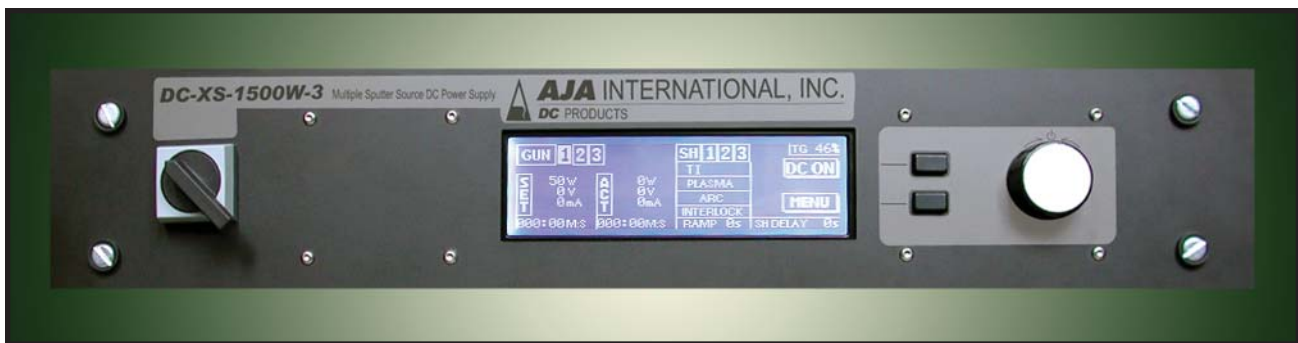 DC-XS-1500W-3 Multiple Sputter Source DC Power Supply
AJA INTERNATIONAL, INC.
DC PRODUCTS
GUN 1 2 3
SET 50W 0V 0mA
ACT 0W 0V 0mA
000:00M:S 000:00M:S
SH 1 2 3
TI
PLASMA
ARC
INTERLOCK
RAMP 0s
SH DELAY 0s
TG 46%
DC ON
MENU